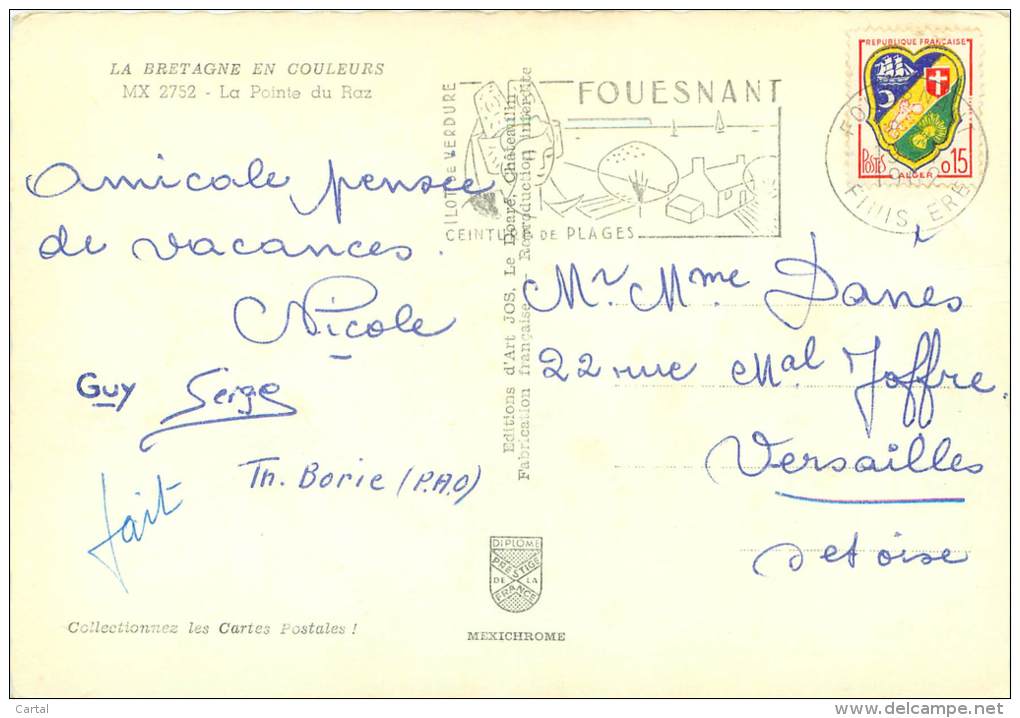 LA BRETAGNE EN COULEURS
MX 2752 - La Pointe du Raz
Amicale pensée
de vacances.
Nicole
Guy Serge
Th. Borie (P.A.O)
fait
Collectionnez les Cartes Postales !
Editions d'Art JOS, Le Doaré, Châteaulin
Fabrication française - Reproduction interdite
DIPLOME
PRESTIGE
DE LA
FRANCE
MEXICHROME
ILOT DE VERDURE
FOUESNANT
CEINTURE DE PLAGES
REPUBLIQUE FRANÇAISE
POSTES
ALGER
0,15
FINISTERE
Mr. Mme Danès
22 rue Mal Joffre.
Versailles
S et Oise
Cartal
delcampe.net